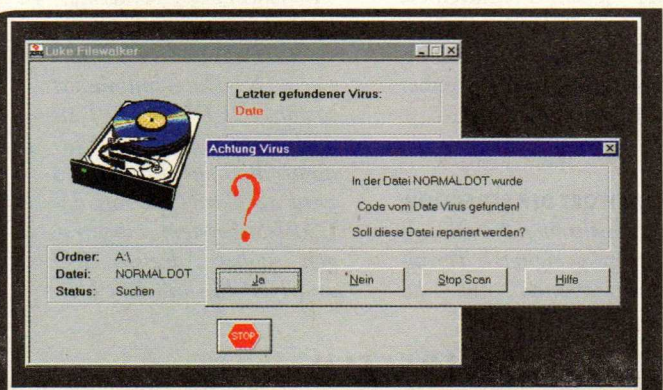 Luke Filewalker
Letzter gefundener Virus:
Date
Achtung Virus
In der Datei NORMAL.DOT wurde
Code vom Date Virus gefunden!
Soll diese Datei repariert werden?
Ordner: A:\
Datei: NORMAL.DOT
Status: Suchen
Ja Nein Stop Scan Hilfe
STOP